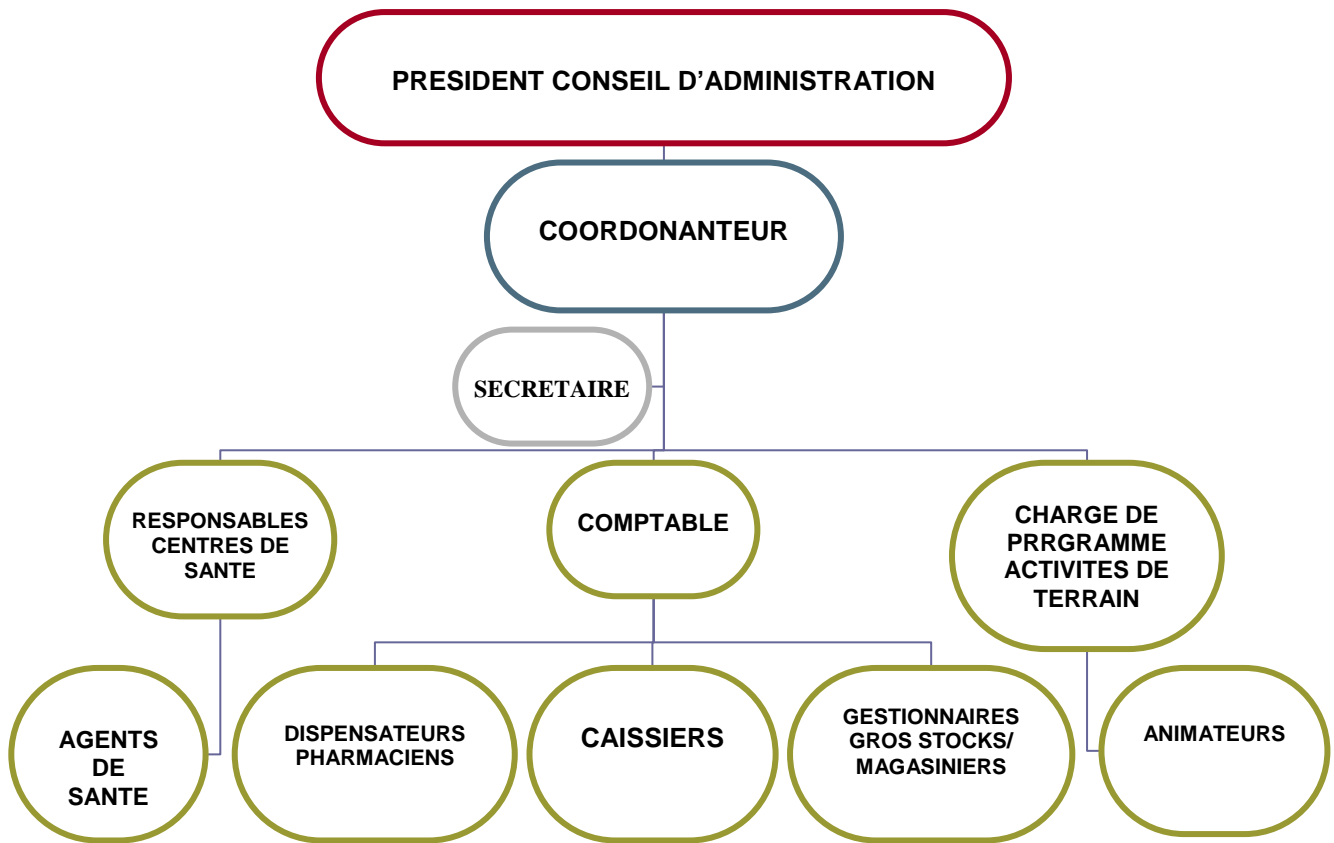 PRESIDENT CONSEIL D’ADMINISTRATION
COORDONANTEUR
SECRETAIRE
RESPONSABLES
CENTRES DE
SANTE
COMPTABLE
CHARGE DE
PRRGRAMME
ACTIVITES DE
TERRAIN
AGENTS
DE
SANTE
DISPENSATEURS
PHARMACIENS
CAISSIERS
GESTIONNAIRES
GROS STOCKS/
MAGASINIERS
ANIMATEURS